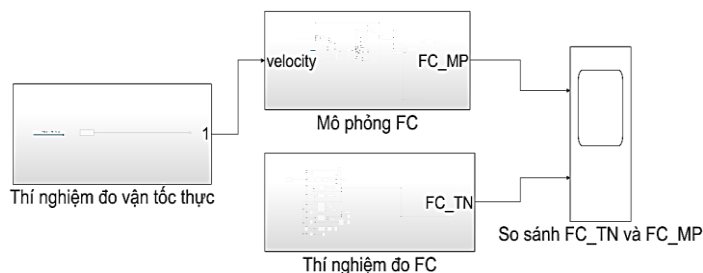 velocity
FC_MP
Mô phỏng FC
1
Thí nghiệm đo vận tốc thực
FC_TN
Thí nghiệm đo FC
So sánh FC_TN và FC_MP